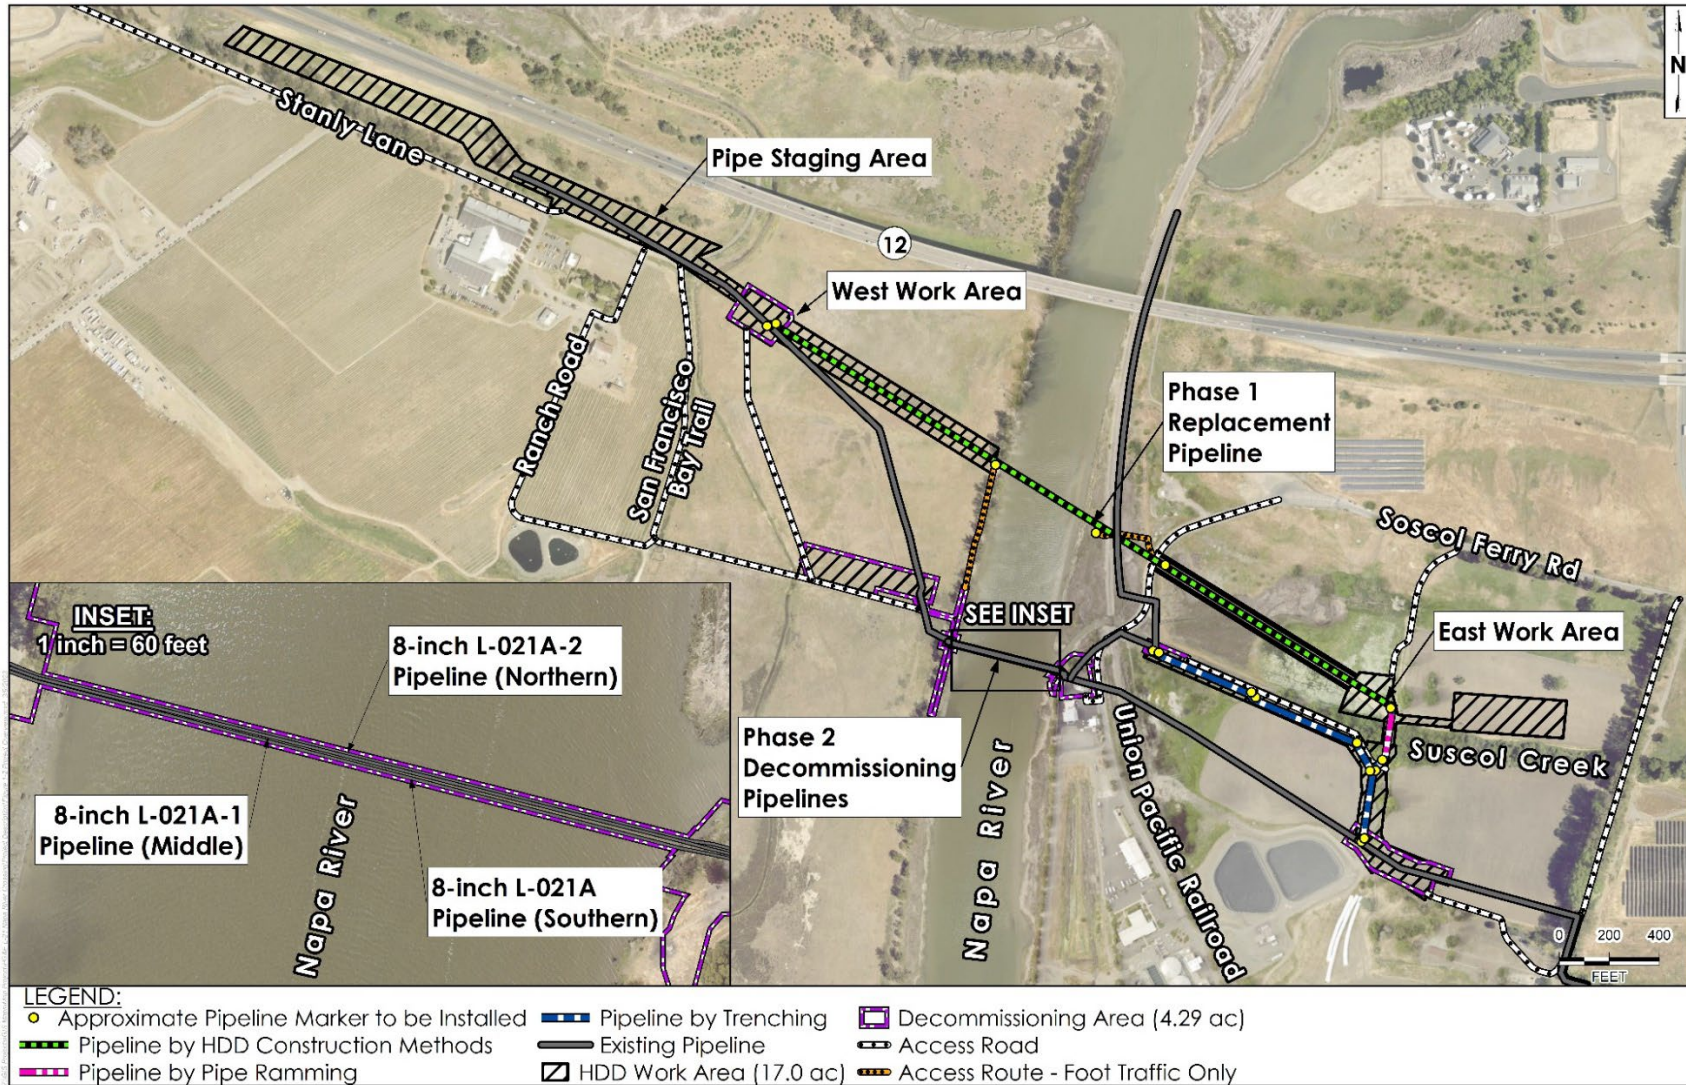 N
Stanly Lane
Pipe Staging Area
12
West Work Area
Ranch Road
San Francisco
Bay Trail
Phase 1
Replacement
Pipeline
Soscol Ferry Rd
SEE INSET
East Work Area
Suscol Creek
Phase 2
Decommissioning
Pipelines
Napa River
Union Pacific Railroad
0 200 400
FEET
INSET:
1 inch = 60 feet
8-inch L-021A-2
Pipeline (Northern)
8-inch L-021A-1
Pipeline (Middle)
8-inch L-021A
Pipeline (Southern)
Napa River
LEGEND:
Approximate Pipeline Marker to be Installed
Pipeline by HDD Construction Methods
Pipeline by Pipe Ramming
Pipeline by Trenching
Existing Pipeline
HDD Work Area (17.0 ac)
Decommissioning Area (4.29 ac)
Access Road
Access Route - Foot Traffic Only